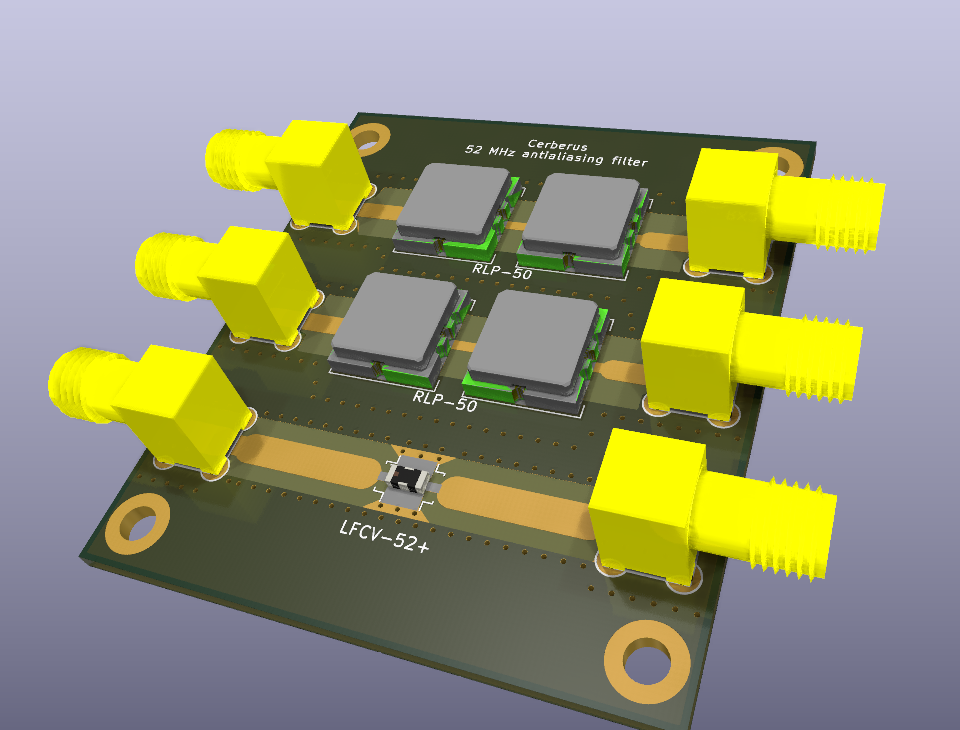 Cerberus
52 MHz antialiasing filter
RLP-50
RLP-50
LFCV-52+